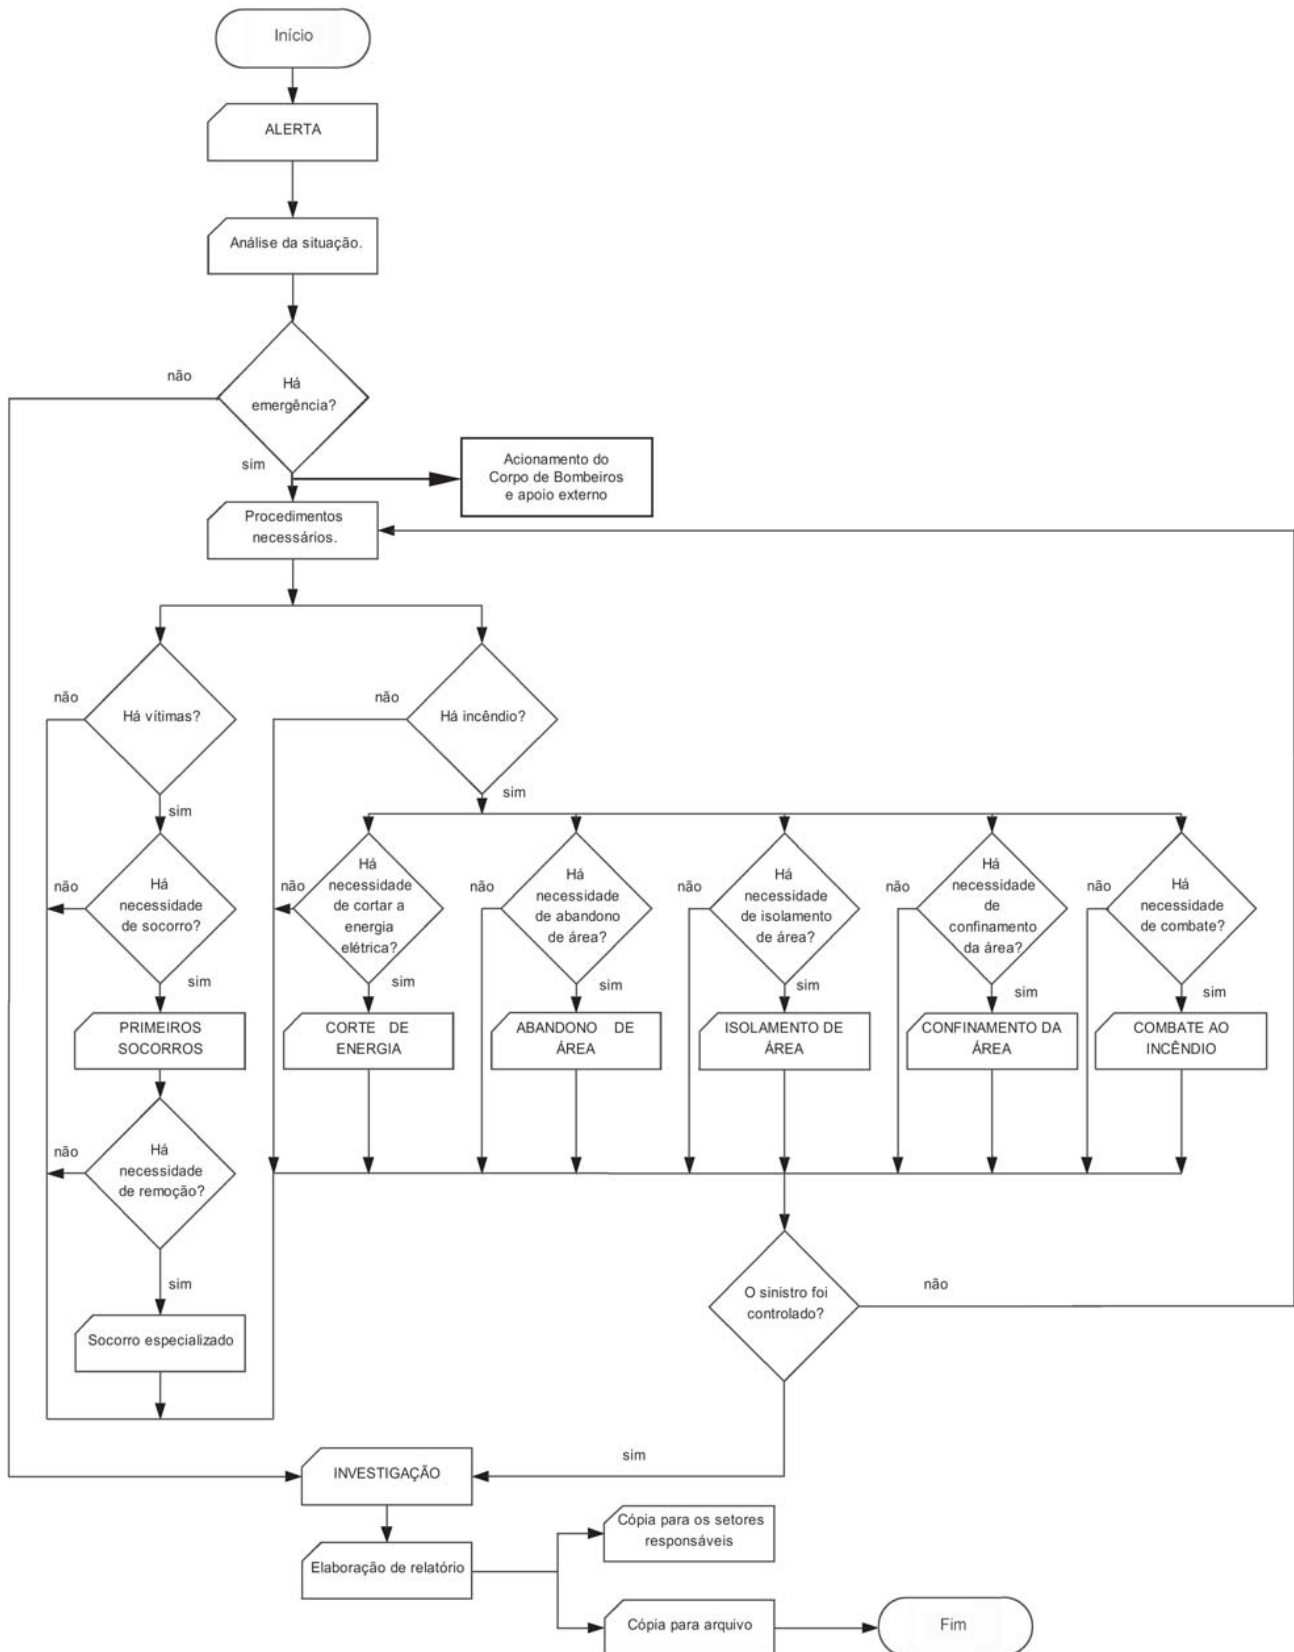 Início
ALERTA
Análise da situação.
não
Há
emergência?
sim
Acionamento do
Corpo de Bombeiros
e apoio externo
Procedimentos
necessários.
não
Há vítimas?
sim
não
Há incêndio?
sim
não
Há
necessidade
de socorro?
sim
não
Há
necessidade
de cortar a
energia
elétrica?
sim
não
Há
necessidade
de abandono
de área?
sim
não
Há
necessidade
de isolamento
de área?
sim
não
Há
necessidade
de
confinamento
da área?
sim
não
Há
necessidade
de combate?
sim
PRIMEIROS
SOCORROS
CORTE DE
ENERGIA
ABANDONO DE
ÁREA
ISOLAMENTO DE
ÁREA
CONFINAMENTO DA
ÁREA
COMBATE AO
INCÊNDIO
não
Há
necessidade
de remoção?
sim
Socorro especializado
O sinistro foi
controlado?
não
sim
INVESTIGAÇÃO
Elaboração de relatório
Cópia para os setores
responsáveis
Cópia para arquivo
Fim